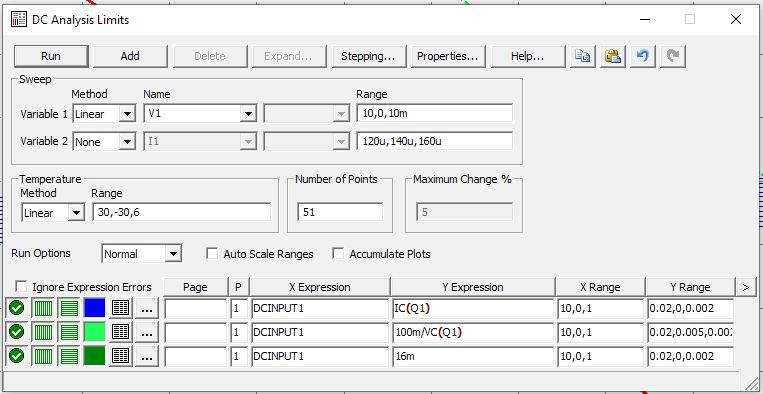 DC Analysis Limits
Run Add Delete Expand... Stepping... Properties... Help...
Sweep
Method Name Range
Variable 1 Linear V1 10,0,10m
Variable 2 None I1 120u,140u,160u
Temperature Number of Points Maximum Change %
Method Range
Linear 30,-30,6 51 5
Run Options Normal Auto Scale Ranges Accumulate Plots
Ignore Expression Errors Page P X Expression Y Expression X Range Y Range >
... 1 DCINPUT1 IC(Q1) 10,0,1 0.02,0,0.002
... 1 DCINPUT1 100m/VC(Q1) 10,0,1 0.02,0.005,0.002
... 1 DCINPUT1 16m 10,0,1 0.02,0,0.002